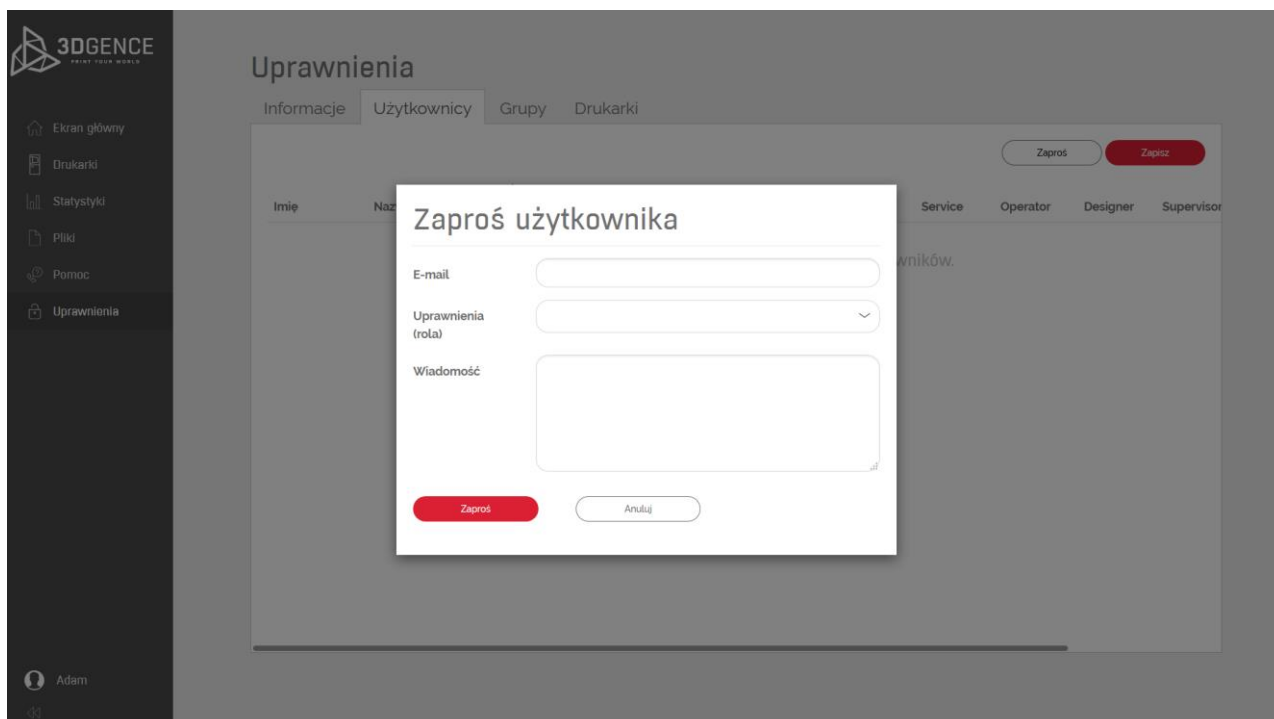 3DGENCE
PRINT YOUR WORLD
Ekran główny
Drukarki
Statystyki
Pliki
Pomoc
Uprawnienia
Adam
Uprawnienia
Informacje Użytkownicy Grupy Drukarki
Zaproś Zapisz
Imię Naz Service Operator Designer Supervisor
wników.
Zaproś użytkownika
E-mail
Uprawnienia
(rola)
Wiadomość
Zaproś Anuluj